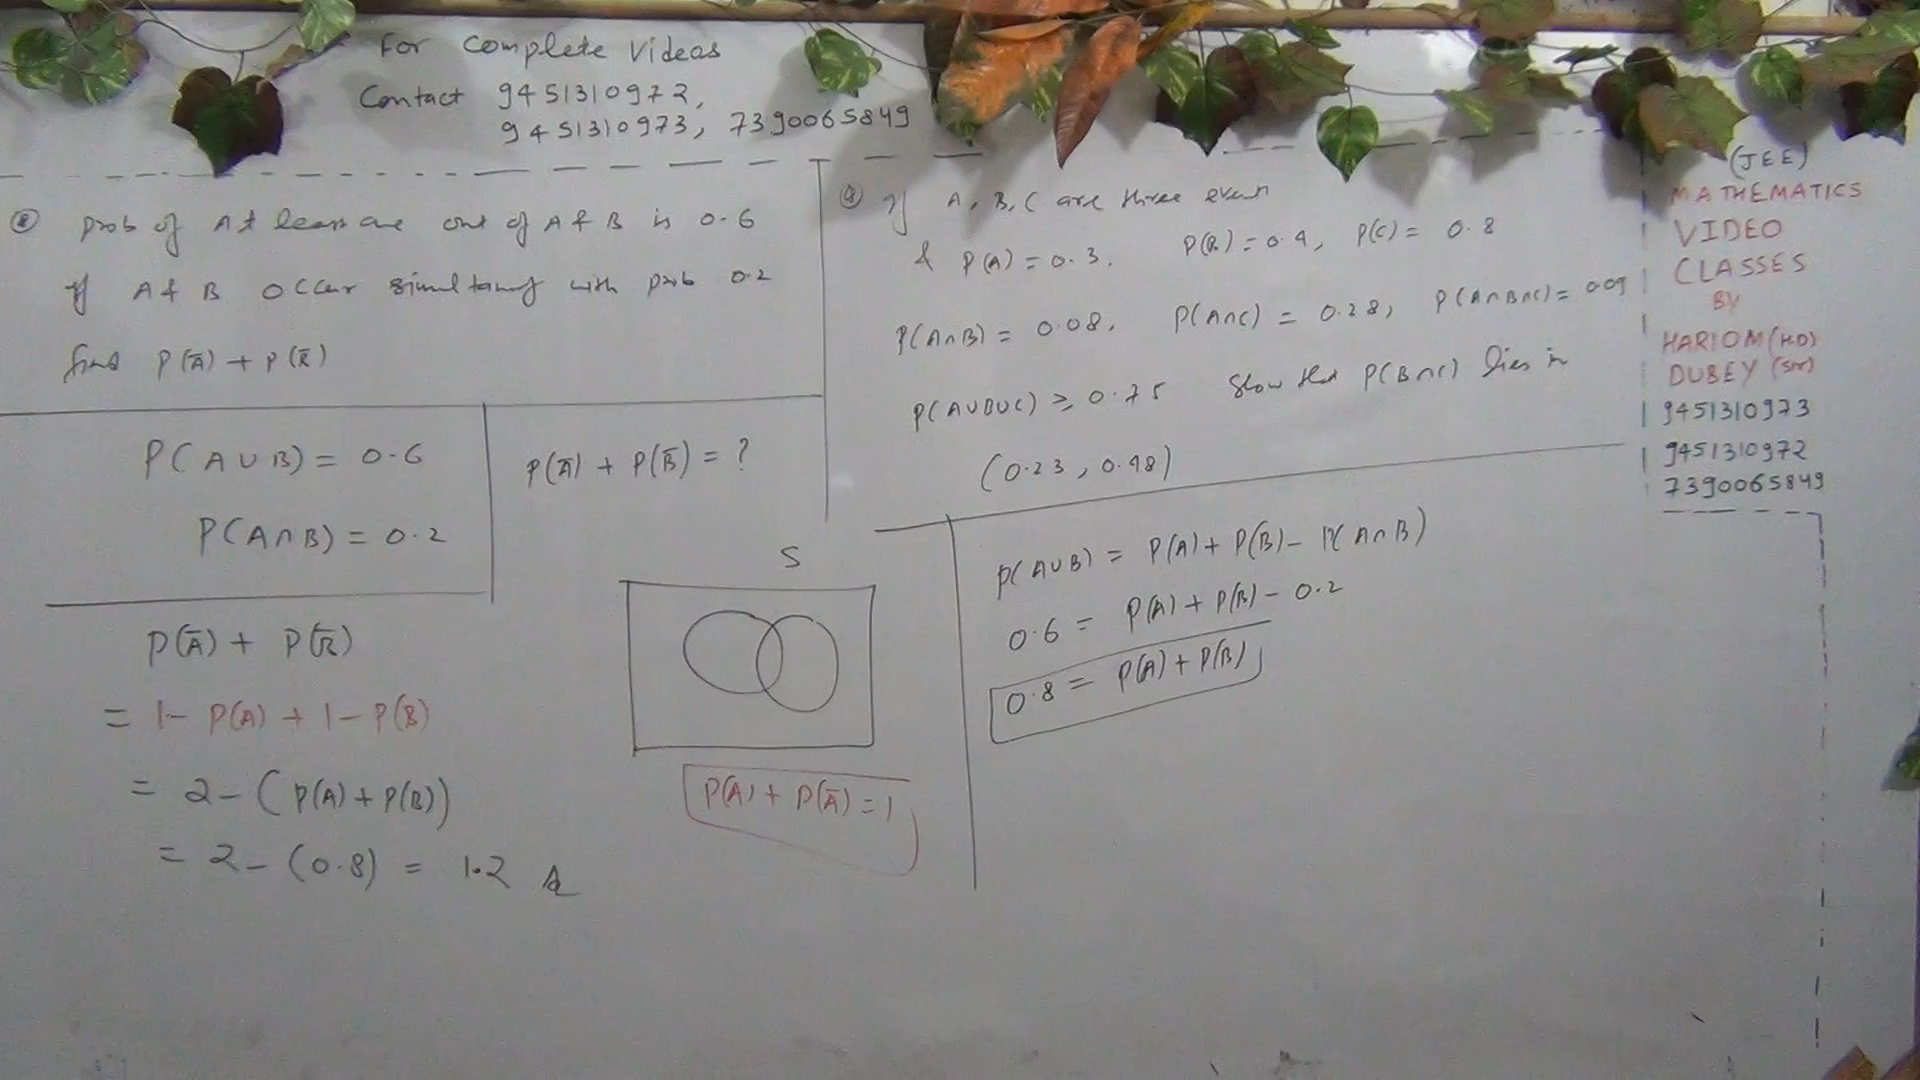 For Complete Videos
Contact 9451310972,
9451310973, 7390065849
Prob of At least one out of A & B is 0.6
If A & B occur simultaneously with prob 0.2
find P(Ā) + P(B̄)
P(A∪B) = 0.6
P(A∩B) = 0.2
P(Ā) + P(B̄) = ?
P(Ā) + P(B̄)
= 1 - P(A) + 1 - P(B)
= 2 - (P(A) + P(B))
= 2 - (0.8) = 1.2
S
P(A) + P(Ā) = 1
Q If A, B, C are three event
& P(A) = 0.3, P(B) = 0.4, P(C) = 0.8
P(A∩B) = 0.08, P(A∩C) = 0.28, P(A∩B∩C) = 0.09
P(A∪B∪C) ≥ 0.75 Show that P(B∩C) lies in
(0.23, 0.48)
P(A∪B) = P(A) + P(B) - P(A∩B)
0.6 = P(A) + P(B) - 0.2
0.8 = P(A) + P(B)
(JEE)
MATHEMATICS
VIDEO
CLASSES
BY
HARIOM (H.D)
DUBEY (Sir)
9451310973
9451310972
7390065849